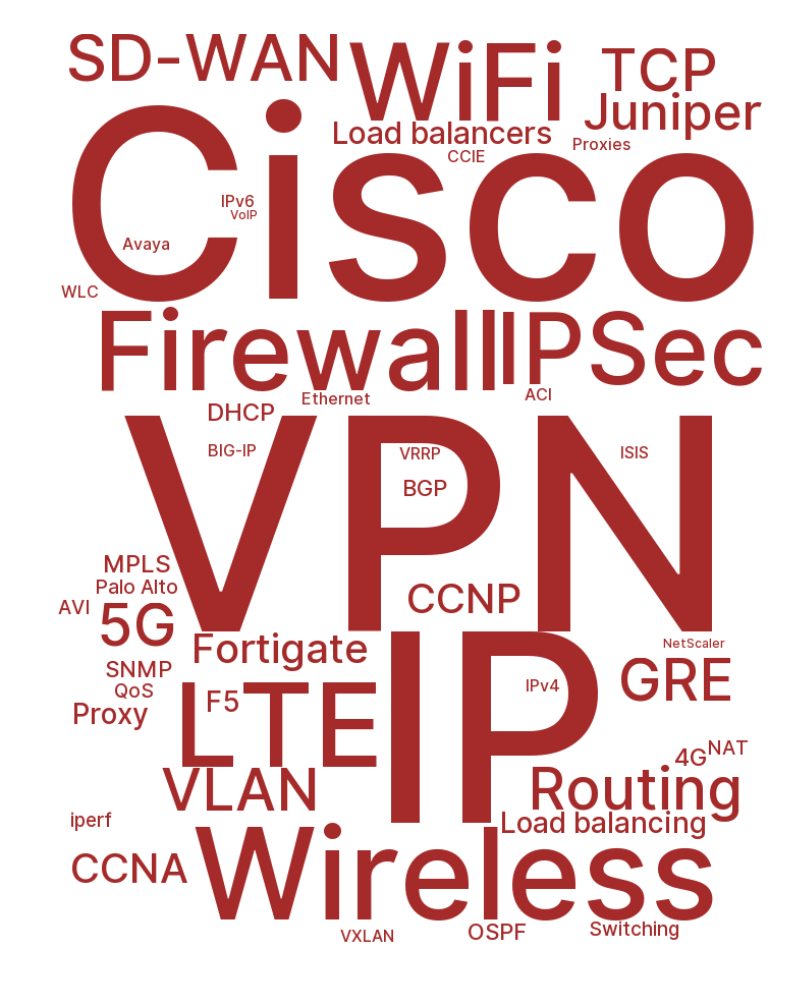 SD-WAN
WiFi
TCP
Juniper
Load balancers
Proxies
CCIE
Cisco
IPv6
VoIP
Avaya
WLC
Firewall
IPSec
Ethernet
ACI
DHCP
VPN
BIG-IP
VRRP
ISIS
BGP
MPLS
Palo Alto
CCNP
AVI
5G
Fortigate
IP
NetScaler
SNMP
GRE
QoS
F5
LTE
IPv4
Proxy
NAT
4G
VLAN
Routing
iperf
Load balancing
CCNA
Wireless
VXLAN
OSPF
Switching